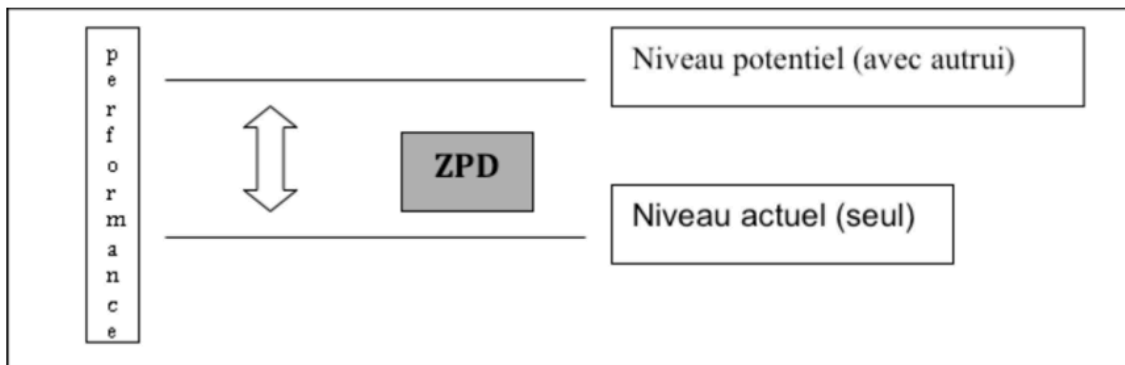 performance
Niveau potentiel (avec autrui)
ZPD
Niveau actuel (seul)